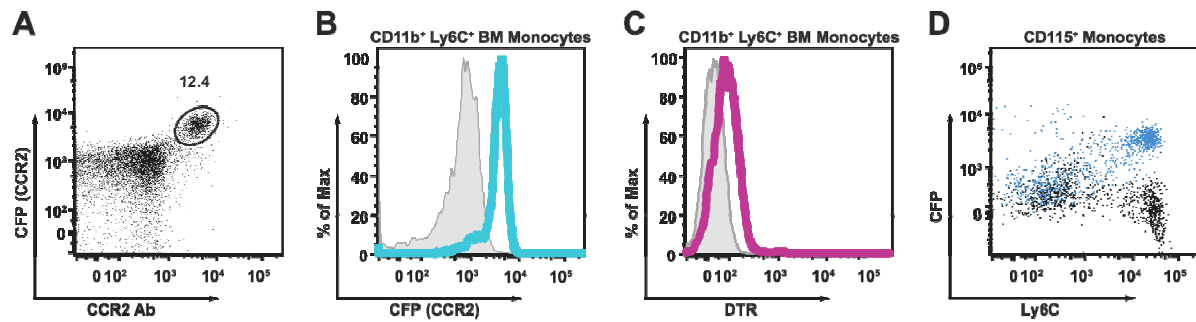 A
12.4
10⁵
10⁴
10³
10²
0
CFP (CCR2)
0 10² 10³ 10⁴ 10⁵
CCR2 Ab
B
CD11b⁺ Ly6C⁺ BM Monocytes
100
80
60
40
20
0
% of Max
0 10² 10³ 10⁴ 10⁵
CFP (CCR2)
C
CD11b⁺ Ly6C⁺ BM Monocytes
100
80
60
40
20
0
% of Max
0 10² 10³ 10⁴ 10⁵
DTR
D
CD115⁺ Monocytes
10⁵
10⁴
10³
0
CFP
0 10² 10³ 10⁴ 10⁵
Ly6C